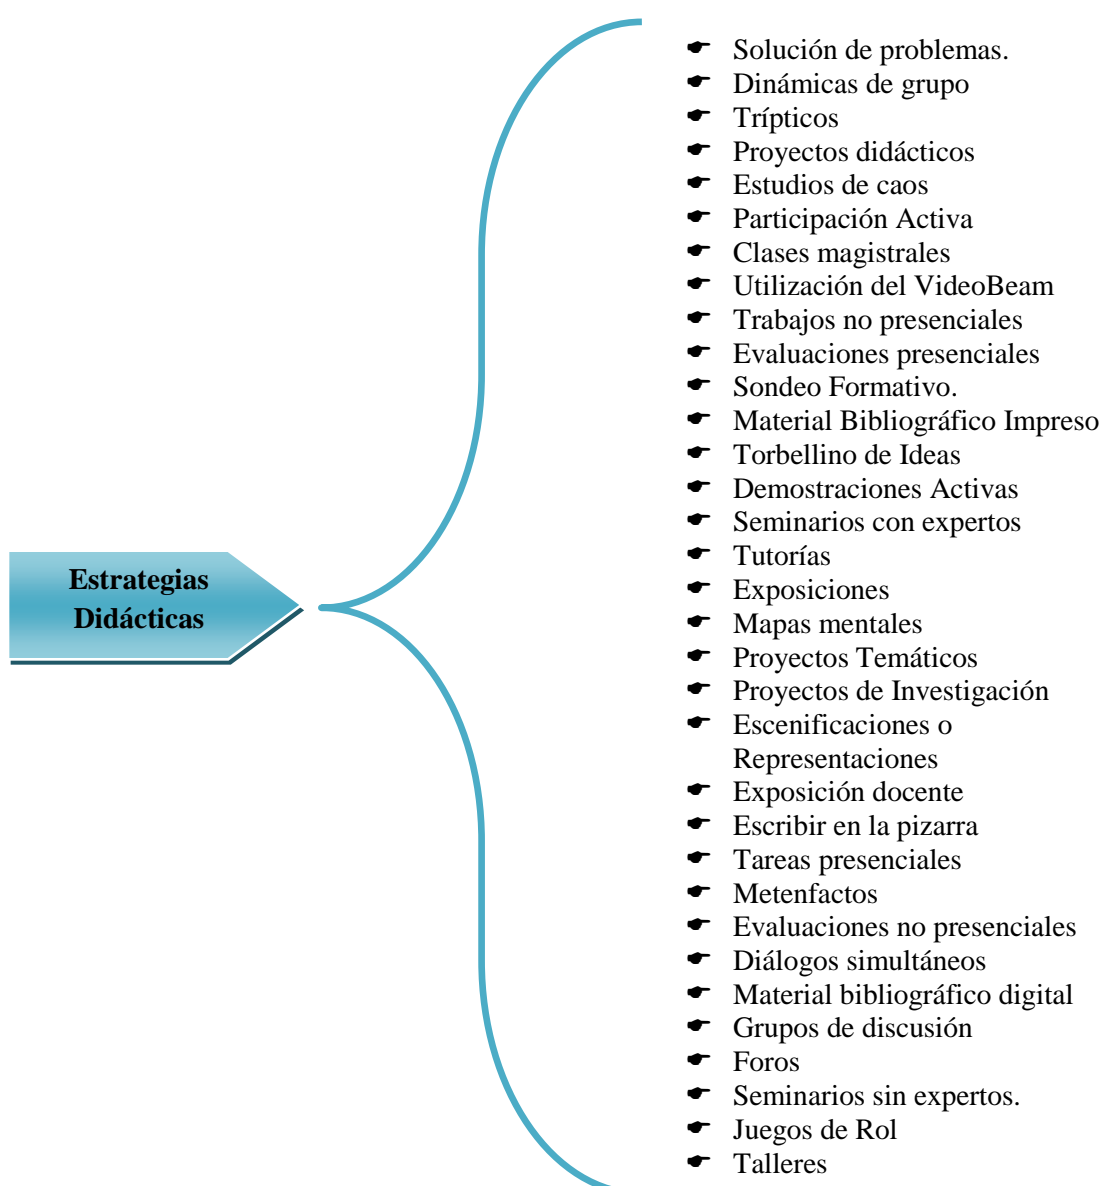 Estrategias
Didácticas
Solución de problemas.
Dinámicas de grupo
Trípticos
Proyectos didácticos
Estudios de caos
Participación Activa
Clases magistrales
Utilización del VideoBeam
Trabajos no presenciales
Evaluaciones presenciales
Sondeo Formativo.
Material Bibliográfico Impreso
Torbellino de Ideas
Demostraciones Activas
Seminarios con expertos
Tutorías
Exposiciones
Mapas mentales
Proyectos Temáticos
Proyectos de Investigación
Escenificaciones o
Representaciones
Exposición docente
Escribir en la pizarra
Tareas presenciales
Metenfactos
Evaluaciones no presenciales
Diálogos simultáneos
Material bibliográfico digital
Grupos de discusión
Foros
Seminarios sin expertos.
Juegos de Rol
Talleres